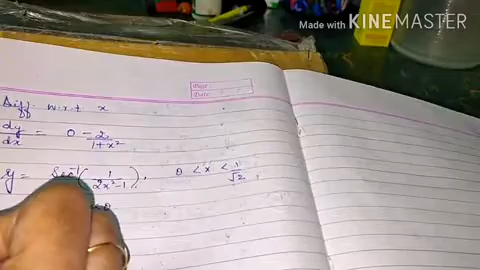 Made with KINEMASTER
Page:
Date:
Diff. w.r.t x
dy/dx = 0 - 2/(1+x²)
y = Sec⁻¹(1/(2x²-1)), 0 < x < 1/√2,